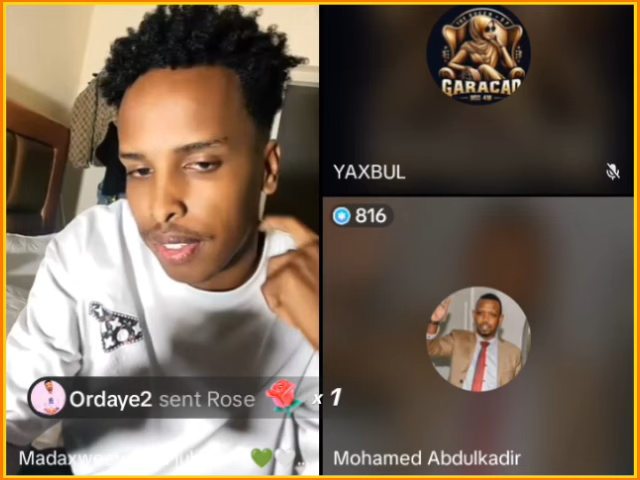 GARACAD
YAXBUL
816
Ordaye2 sent Rose x 1
Mohamed Abdulkadir